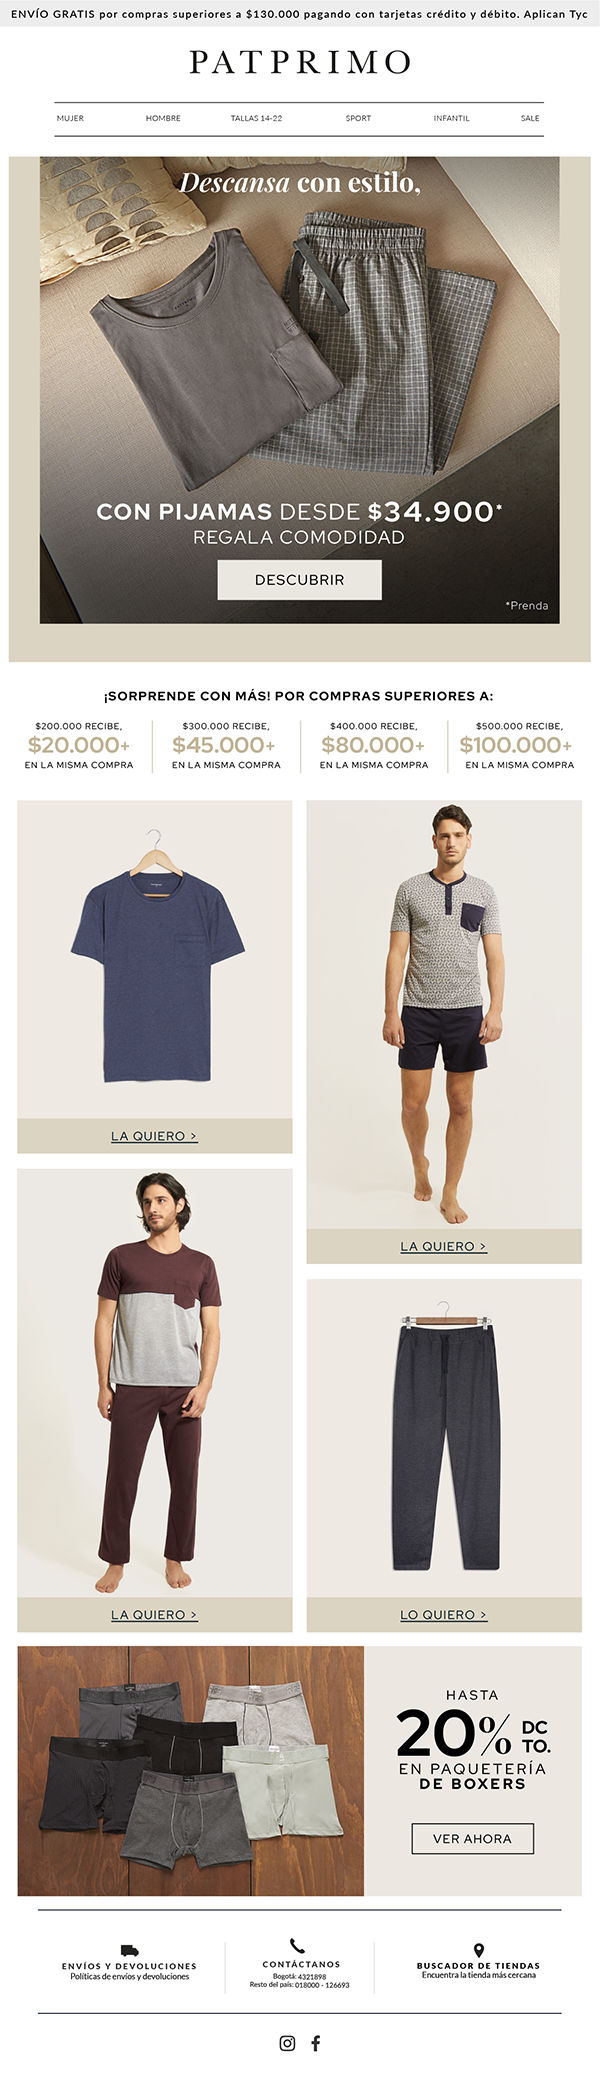 ENVÍO GRATIS por compras superiores a $130.000 pagando con tarjetas crédito y débito. Aplican Tyc
PATPRIMO
MUJER HOMBRE TALLAS 14-22 SPORT INFANTIL SALE
Descansa con estilo,
CON PIJAMAS DESDE $34.900*
REGALA COMODIDAD
DESCUBRIR
*Prenda
¡SORPRENDE CON MÁS! POR COMPRAS SUPERIORES A:
$200.000 RECIBE,
$20.000+
EN LA MISMA COMPRA
$300.000 RECIBE,
$45.000+
EN LA MISMA COMPRA
$400.000 RECIBE,
$80.000+
EN LA MISMA COMPRA
$500.000 RECIBE,
$100.000+
EN LA MISMA COMPRA
LA QUIERO >
LA QUIERO >
LA QUIERO >
LO QUIERO >
HASTA
20% DCTO.
EN PAQUETERÍA
DE BOXERS
VER AHORA
ENVÍOS Y DEVOLUCIONES
Políticas de envíos y devoluciones
CONTÁCTANOS
Bogotá: 4321898
Resto del país: 018000 - 126693
BUSCADOR DE TIENDAS
Encuentra la tienda más cercana